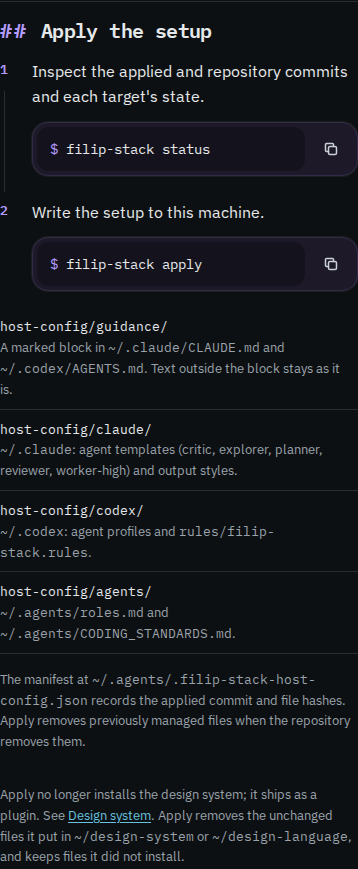 ## Apply the setup
1 Inspect the applied and repository commits
and each target's state.
$ filip-stack status
2 Write the setup to this machine.
$ filip-stack apply
host-config/guidance/
A marked block in ~/.claude/CLAUDE.md and
~/.codex/AGENTS.md. Text outside the block stays as it
is.
host-config/claude/
~/.claude: agent templates (critic, explorer, planner,
reviewer, worker-high) and output styles.
host-config/codex/
~/.codex: agent profiles and rules/filip-
stack.rules.
host-config/agents/
~/.agents/roles.md and
~/.agents/CODING_STANDARDS.md.
The manifest at ~/.agents/.filip-stack-host-
config.json records the applied commit and file hashes.
Apply removes previously managed files when the repository
removes them.
Apply no longer installs the design system; it ships as a
plugin. See Design system. Apply removes the unchanged
files it put in ~/design-system or ~/design-language,
and keeps files it did not install.